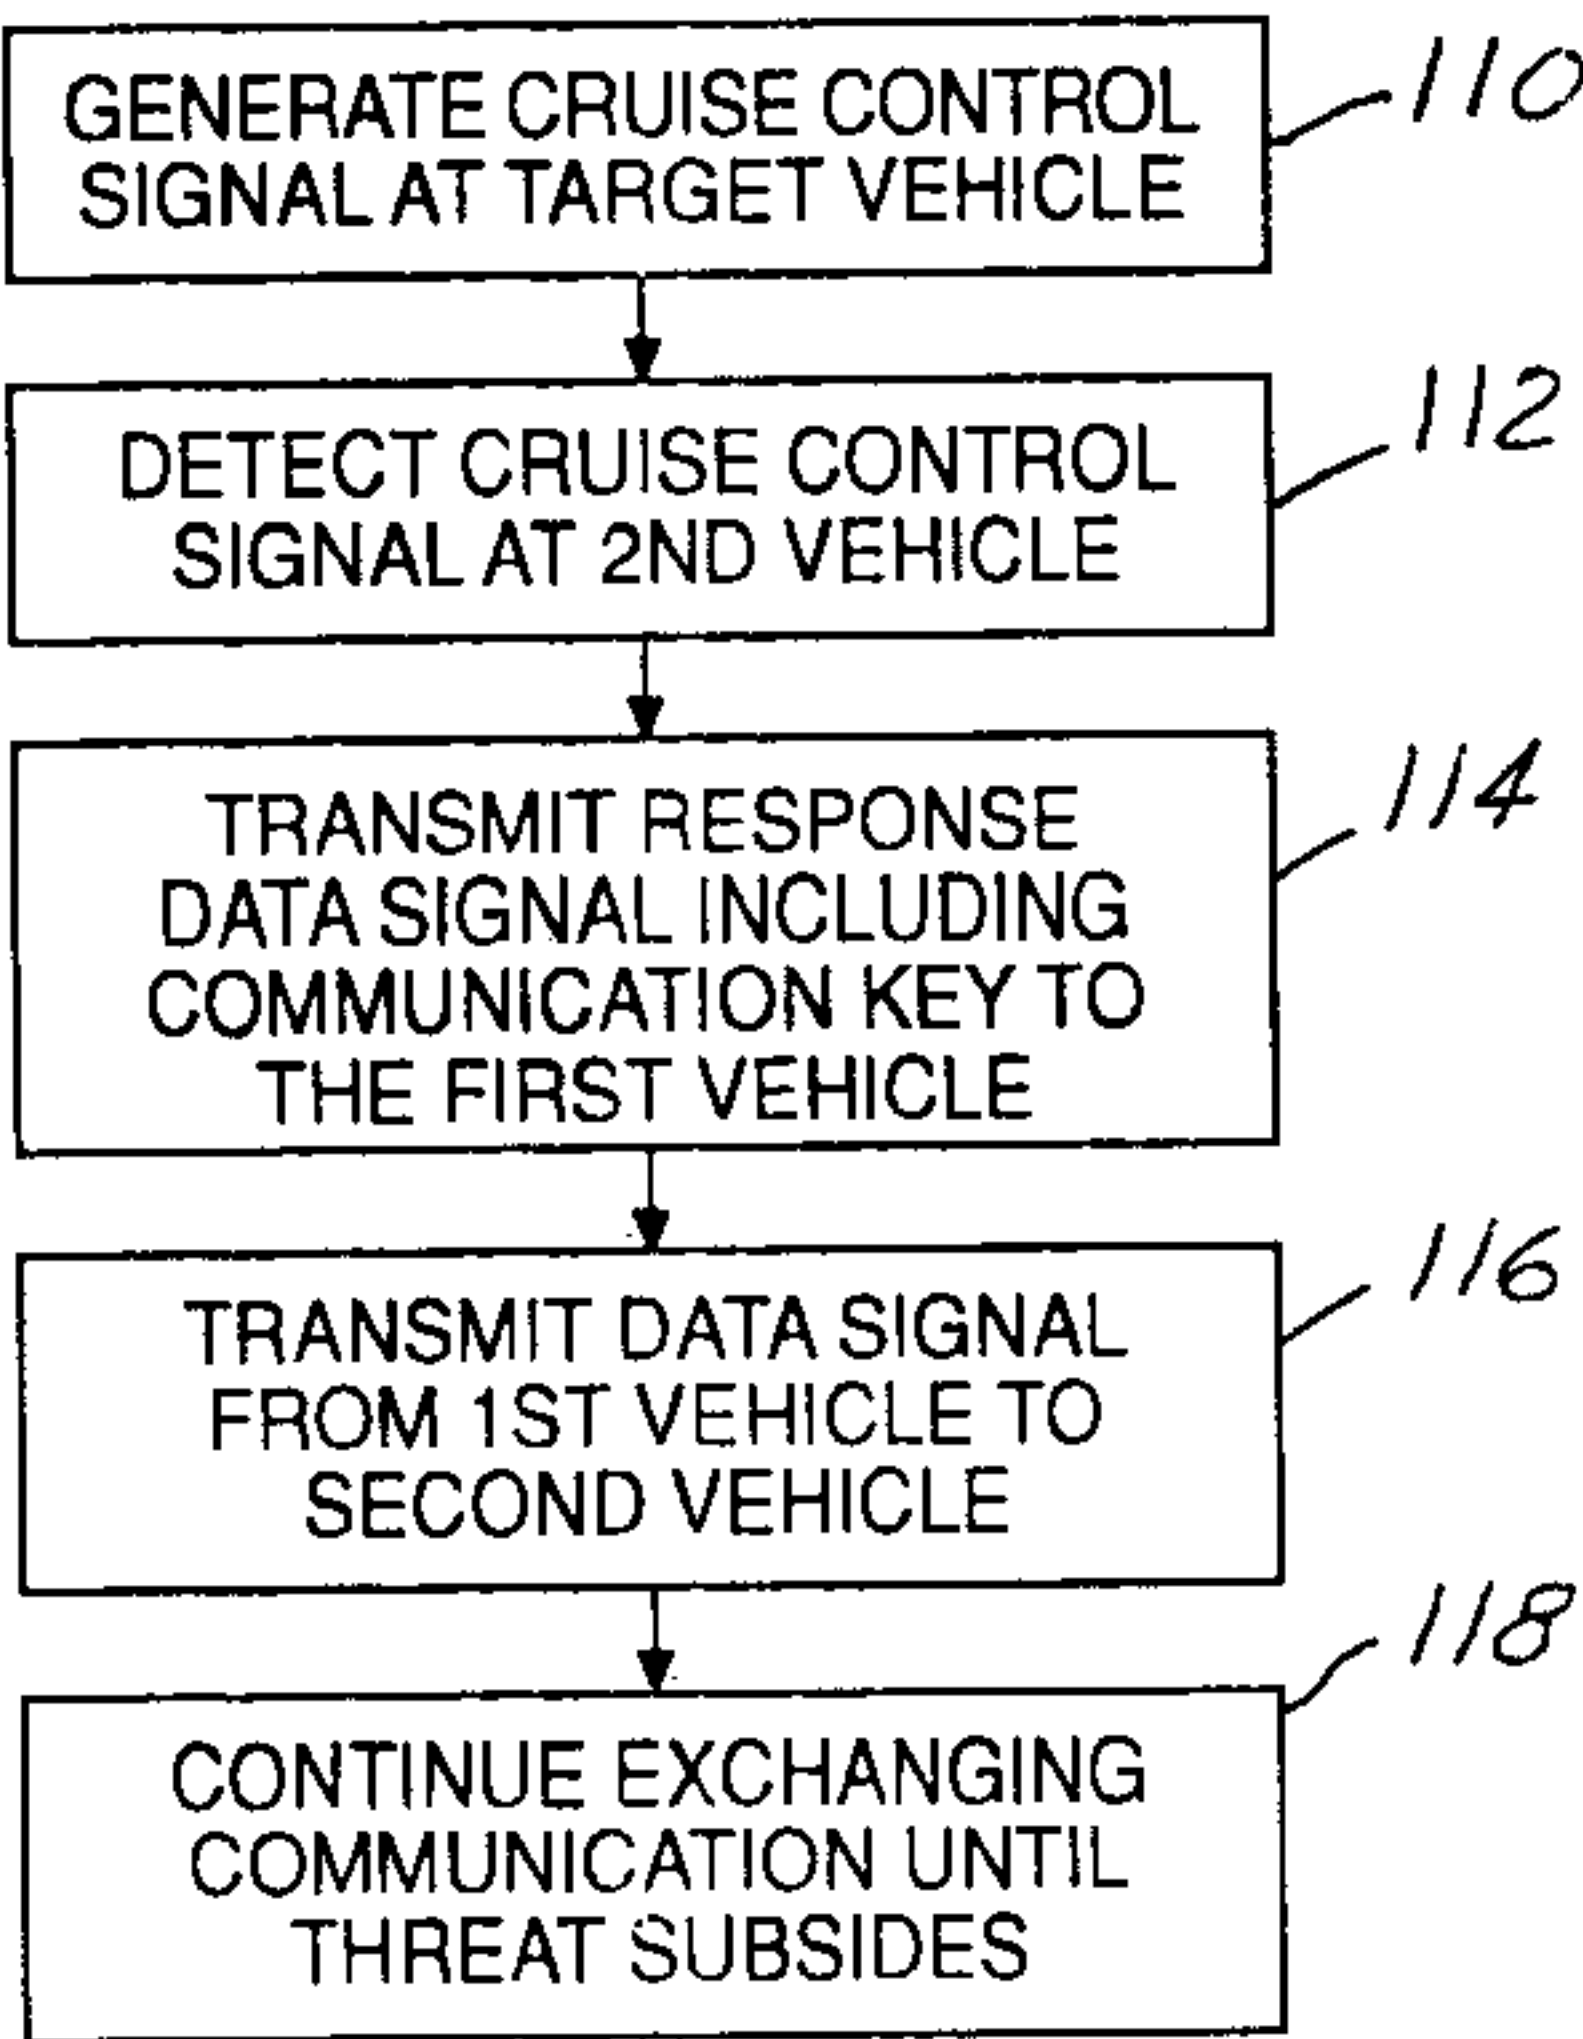 GENERATE CRUISE CONTROL
SIGNAL AT TARGET VEHICLE
110
DETECT CRUISE CONTROL
SIGNAL AT 2ND VEHICLE
112
TRANSMIT RESPONSE
DATA SIGNAL INCLUDING
COMMUNICATION KEY TO
THE FIRST VEHICLE
114
TRANSMIT DATA SIGNAL
FROM 1ST VEHICLE TO
SECOND VEHICLE
116
CONTINUE EXCHANGING
COMMUNICATION UNTIL
THREAT SUBSIDES
118